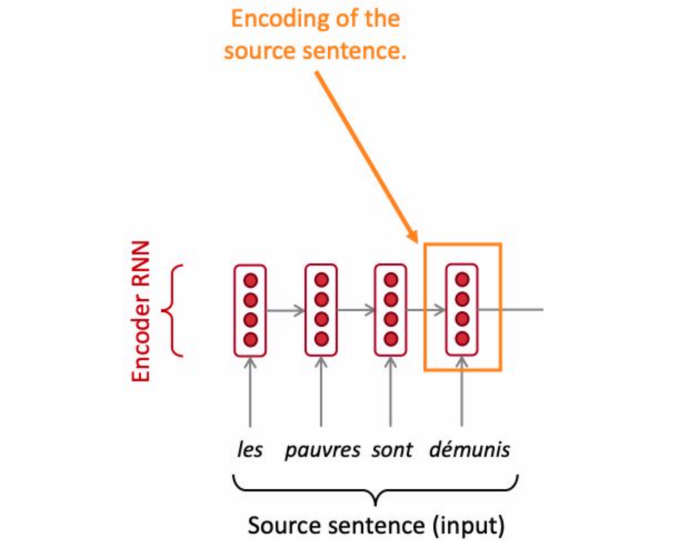 Encoding of the
source sentence.
Encoder RNN
les pauvres sont démunis
Source sentence (input)